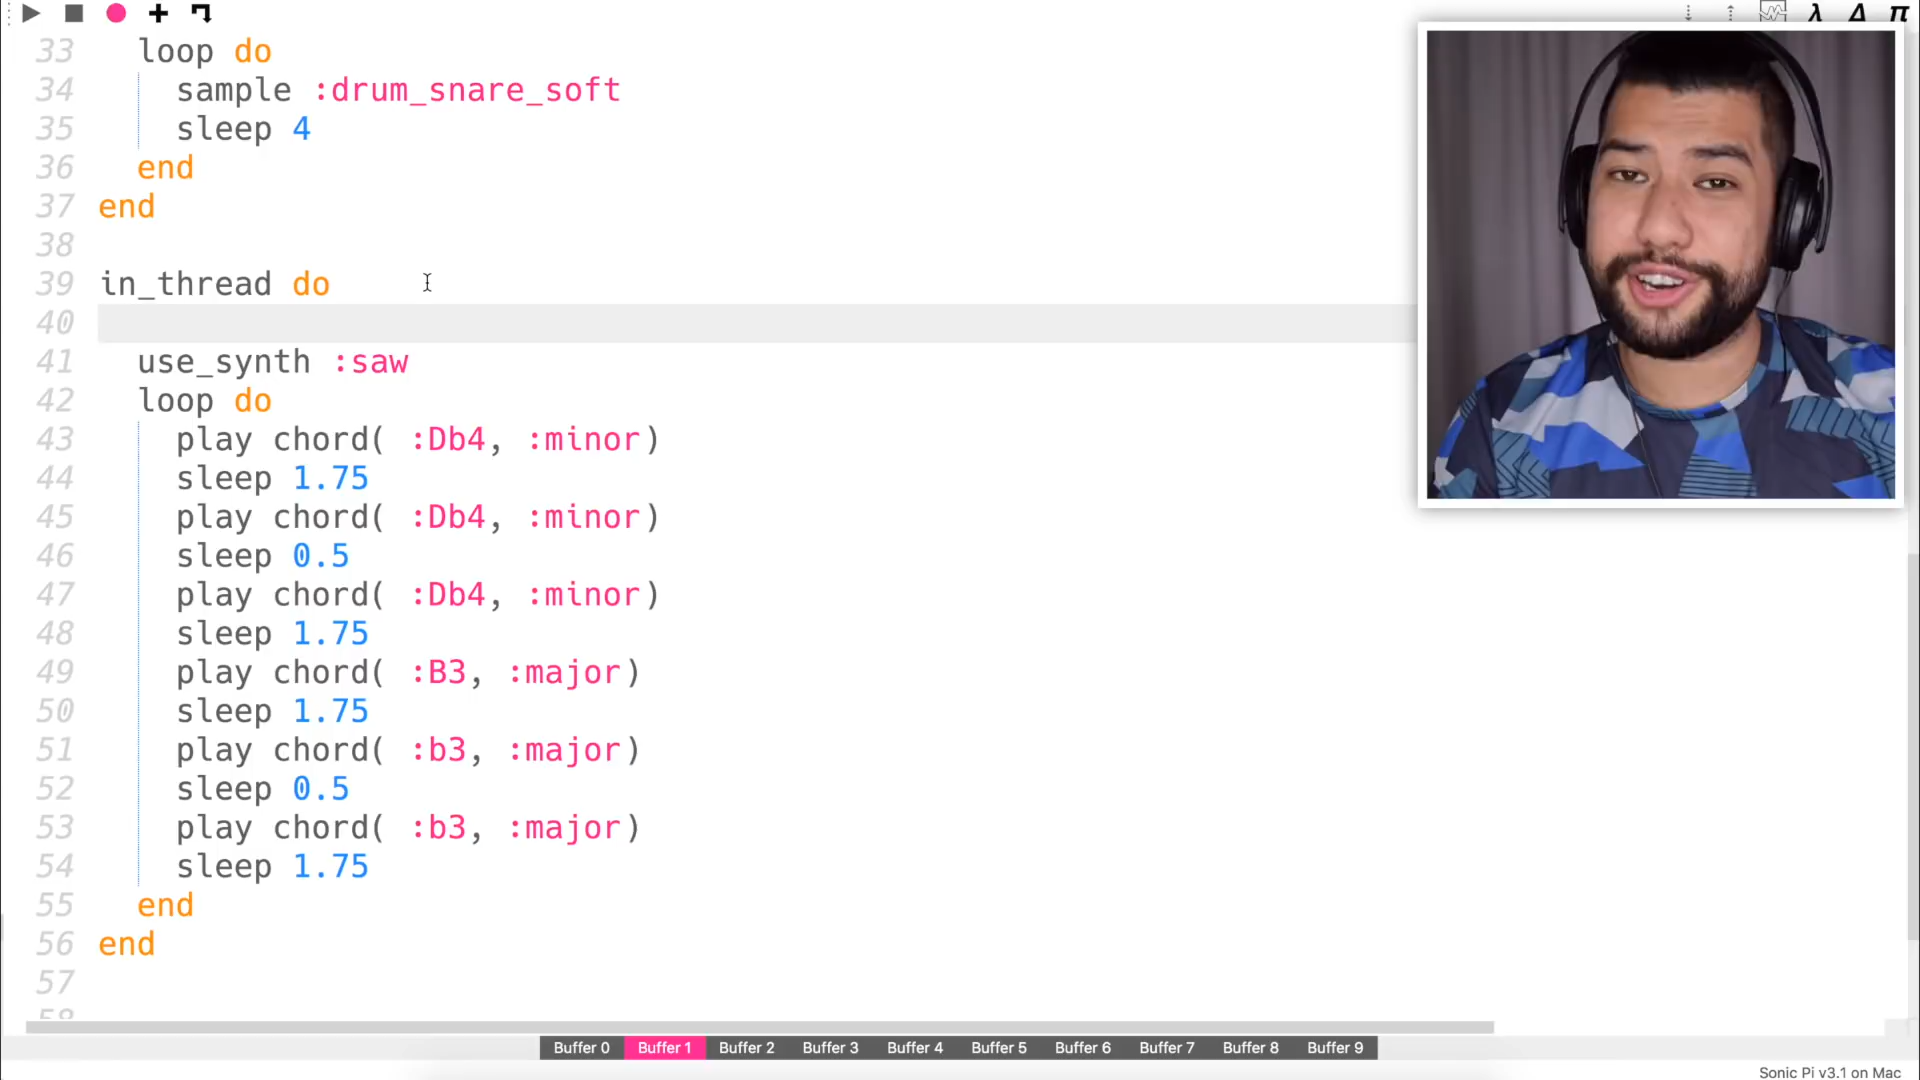 λ Δ π
33 loop do
34 sample :drum_snare_soft
35 sleep 4
36 end
37 end
38
39 in_thread do
40
41 use_synth :saw
42 loop do
43 play chord( :Db4, :minor)
44 sleep 1.75
45 play chord( :Db4, :minor)
46 sleep 0.5
47 play chord( :Db4, :minor)
48 sleep 1.75
49 play chord( :B3, :major)
50 sleep 1.75
51 play chord( :b3, :major)
52 sleep 0.5
53 play chord( :b3, :major)
54 sleep 1.75
55 end
56 end
57
58
Buffer 0 Buffer 1 Buffer 2 Buffer 3 Buffer 4 Buffer 5 Buffer 6 Buffer 7 Buffer 8 Buffer 9
Sonic Pi v3.1 on Mac